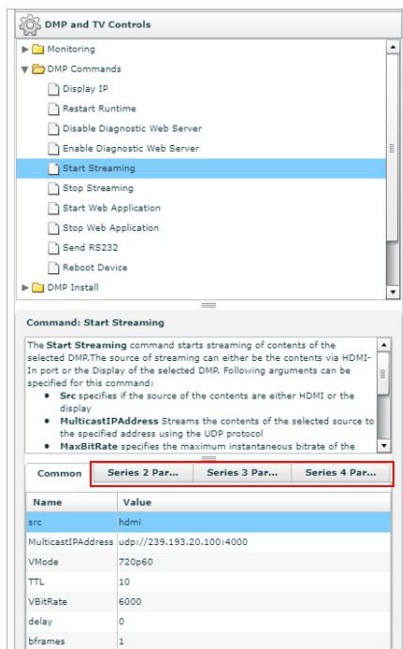 DMP and TV Controls
Monitoring
DMP Commands
Display IP
Restart Runtime
Disable Diagnostic Web Server
Enable Diagnostic Web Server
Start Streaming
Stop Streaming
Start Web Application
Stop Web Application
Send RS232
Reboot Device
DMP Install
Command: Start Streaming
The Start Streaming command starts streaming of contents of the
selected DMP.The source of streaming can either be the contents via HDMI-
In port or the Display of the selected DMP. Following arguments can be
specified for this command:
• Src specifies if the source of the contents are either HDMI or the
display
• MulticastIPAddress Streams the contents of the selected source to
the specified address using the UDP protocol
• MaxBitRate specifies the maximum instantaneous bitrate of the
Common Series 2 Par... Series 3 Par... Series 4 Par...
Name Value
src hdmi
MulticastIPAddress udp://239.193.20.100:4000
VMode 720p60
TTL 10
VBitRate 6000
delay 0
bframes 1